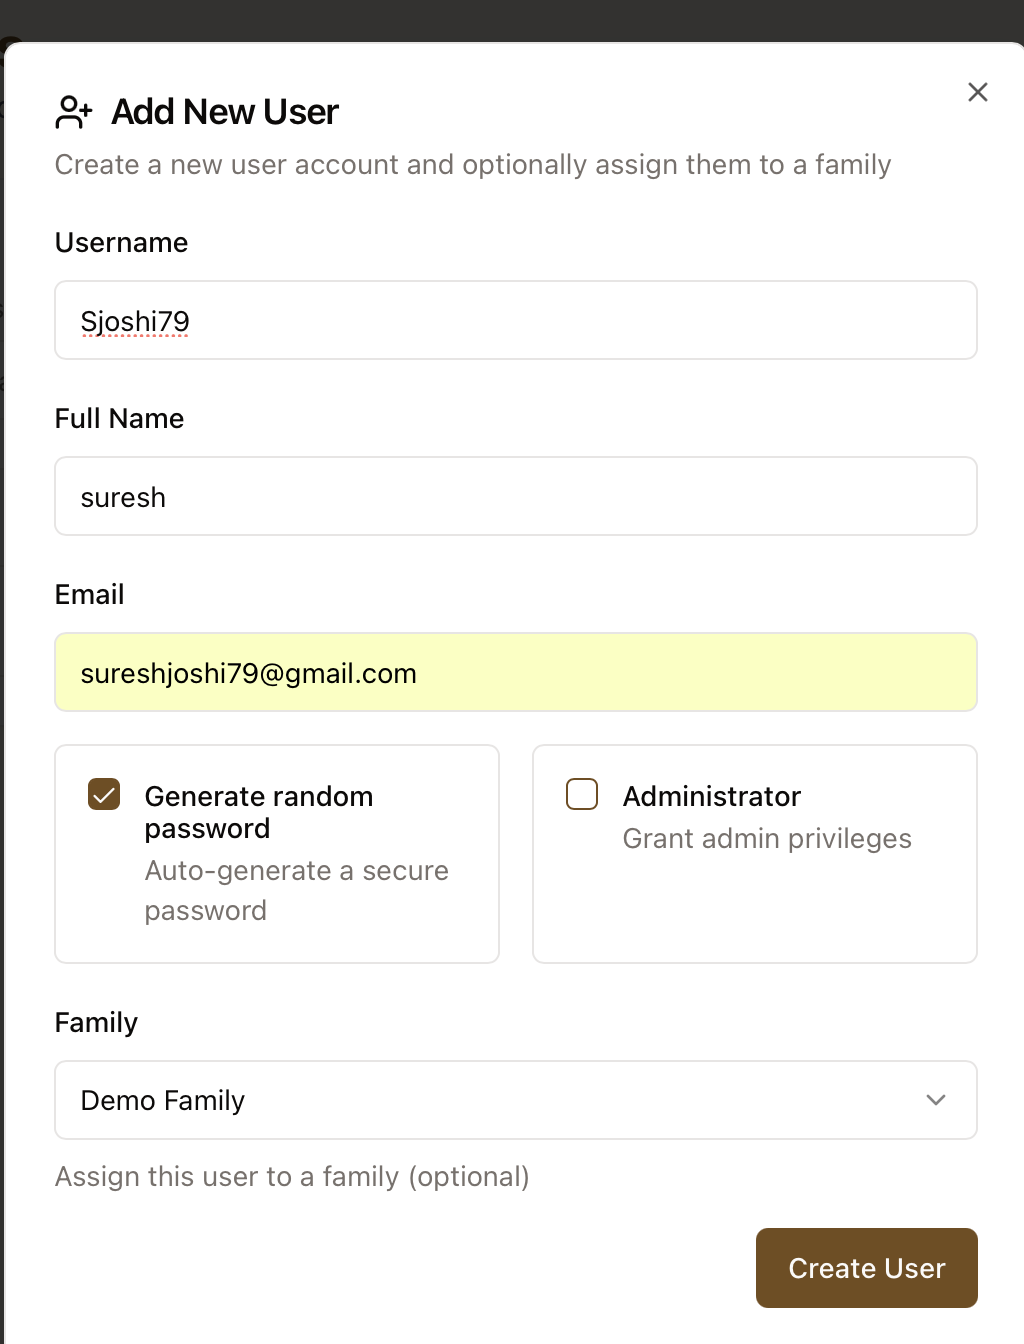 Add New User
Create a new user account and optionally assign them to a family
Username
Sjoshi79
Full Name
suresh
Email
sureshjoshi79@gmail.com
Generate random
password
Auto-generate a secure
password
Administrator
Grant admin privileges
Family
Demo Family
Assign this user to a family (optional)
Create User